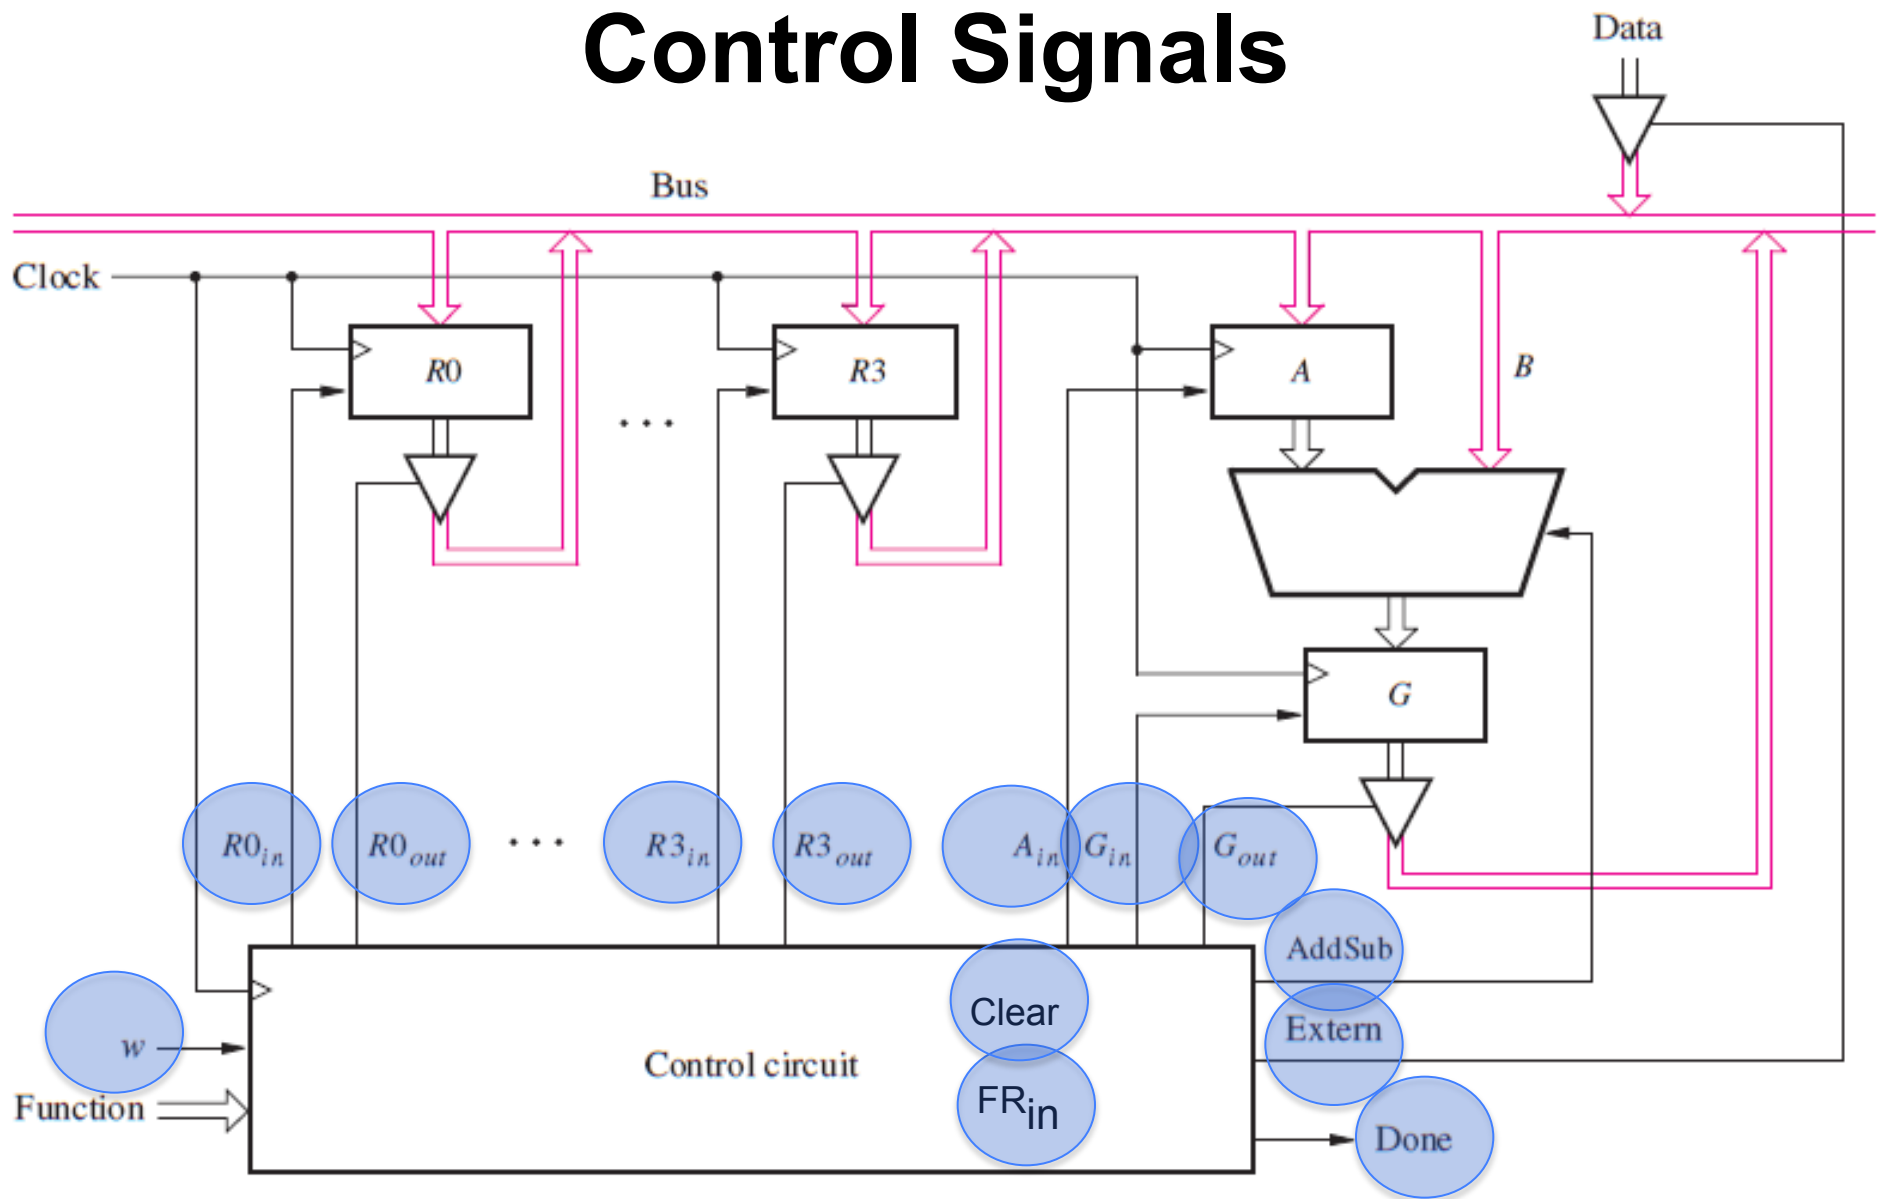 Control Signals
Data
Bus
Clock
R0
R3
A
B
...
G
R0in
R0out
...
R3in
R3out
Ain
Gin
Gout
AddSub
Clear
Extern
w
Control circuit
FRin
Function
Done